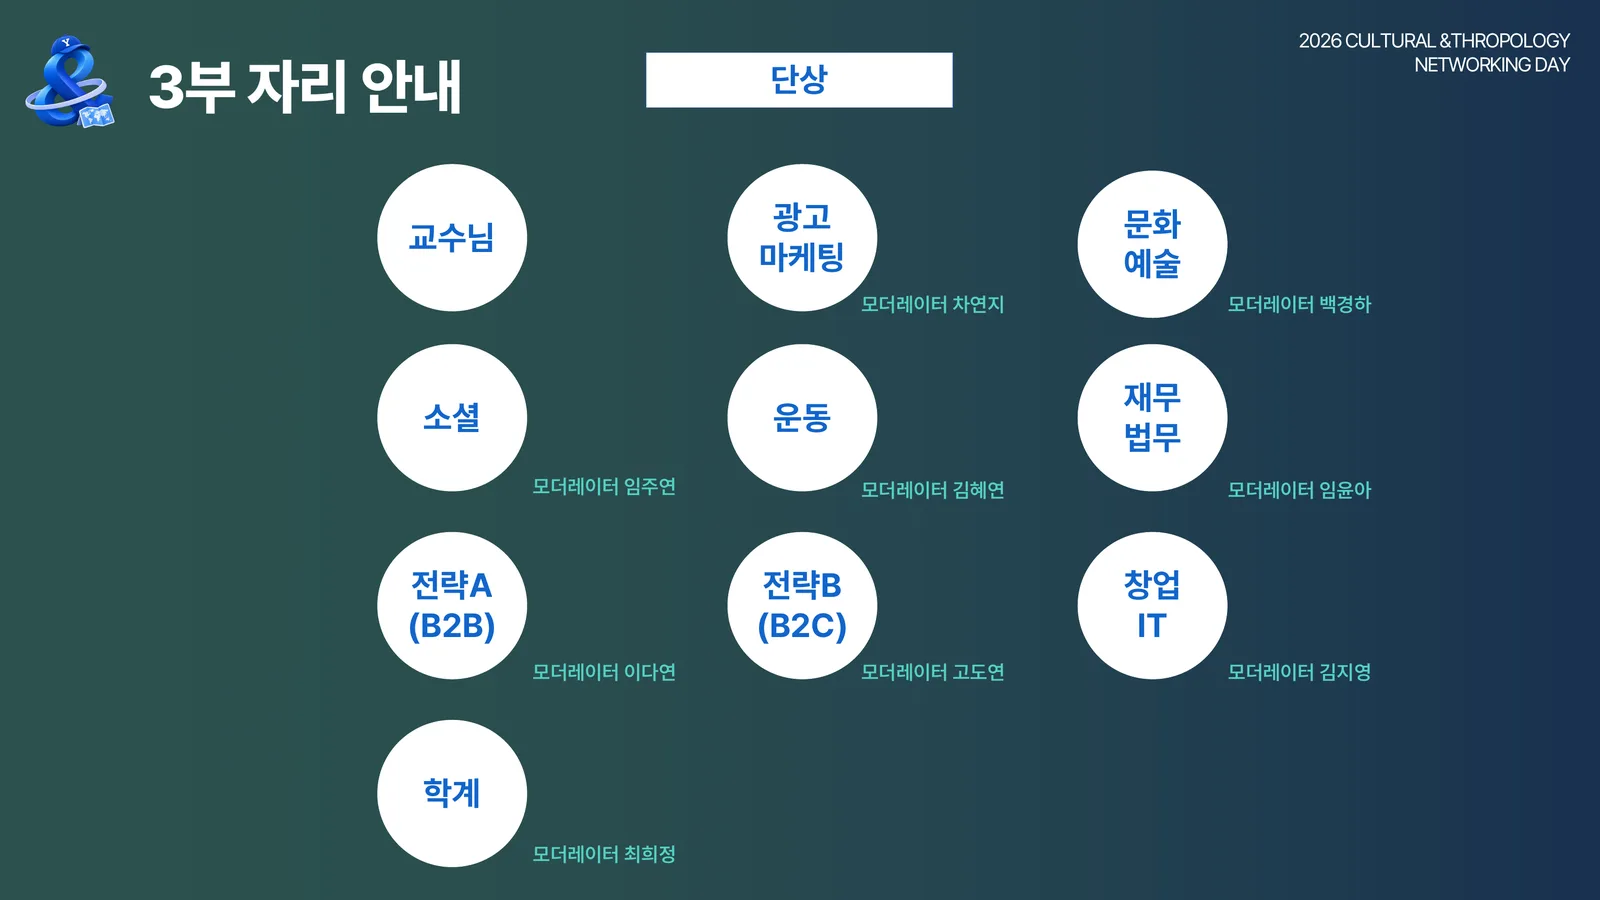 Y
3부 자리 안내
단상
2026 CULTURAL &THROPOLOGY
NETWORKING DAY
교수님
광고
마케팅
모더레이터 차연지
문화
예술
모더레이터 백경하
소셜
모더레이터 임주연
운동
모더레이터 김혜연
재무
법무
모더레이터 임윤아
전략A
(B2B)
모더레이터 이다연
전략B
(B2C)
모더레이터 고도연
창업
IT
모더레이터 김지영
학계
모더레이터 최희정